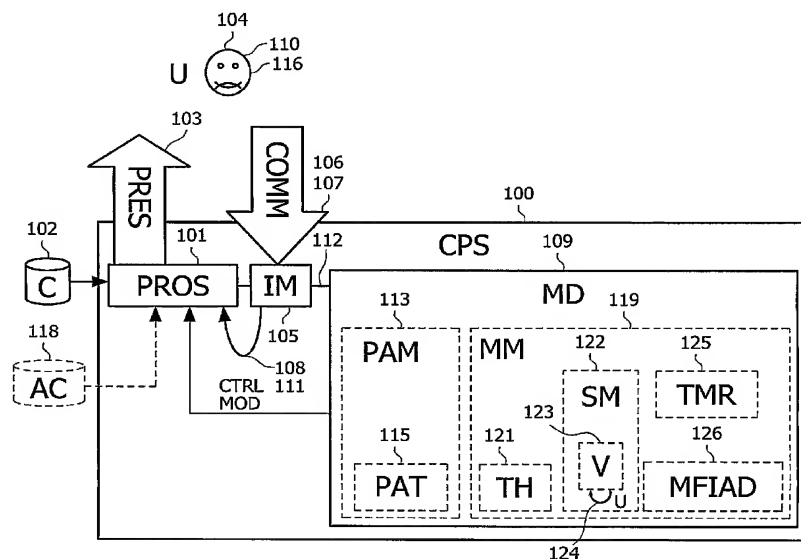 104
110
116
U
103
PRES
COMM
106
107
100
102
101
112
CPS
109
C
PROS
IM
MD
118
105
113
119
AC
PAM
MM
122
125
108
CTRL 111
MOD
SM
TMR
123
115
121
V
126
PAT
TH
U
MFIAD
124